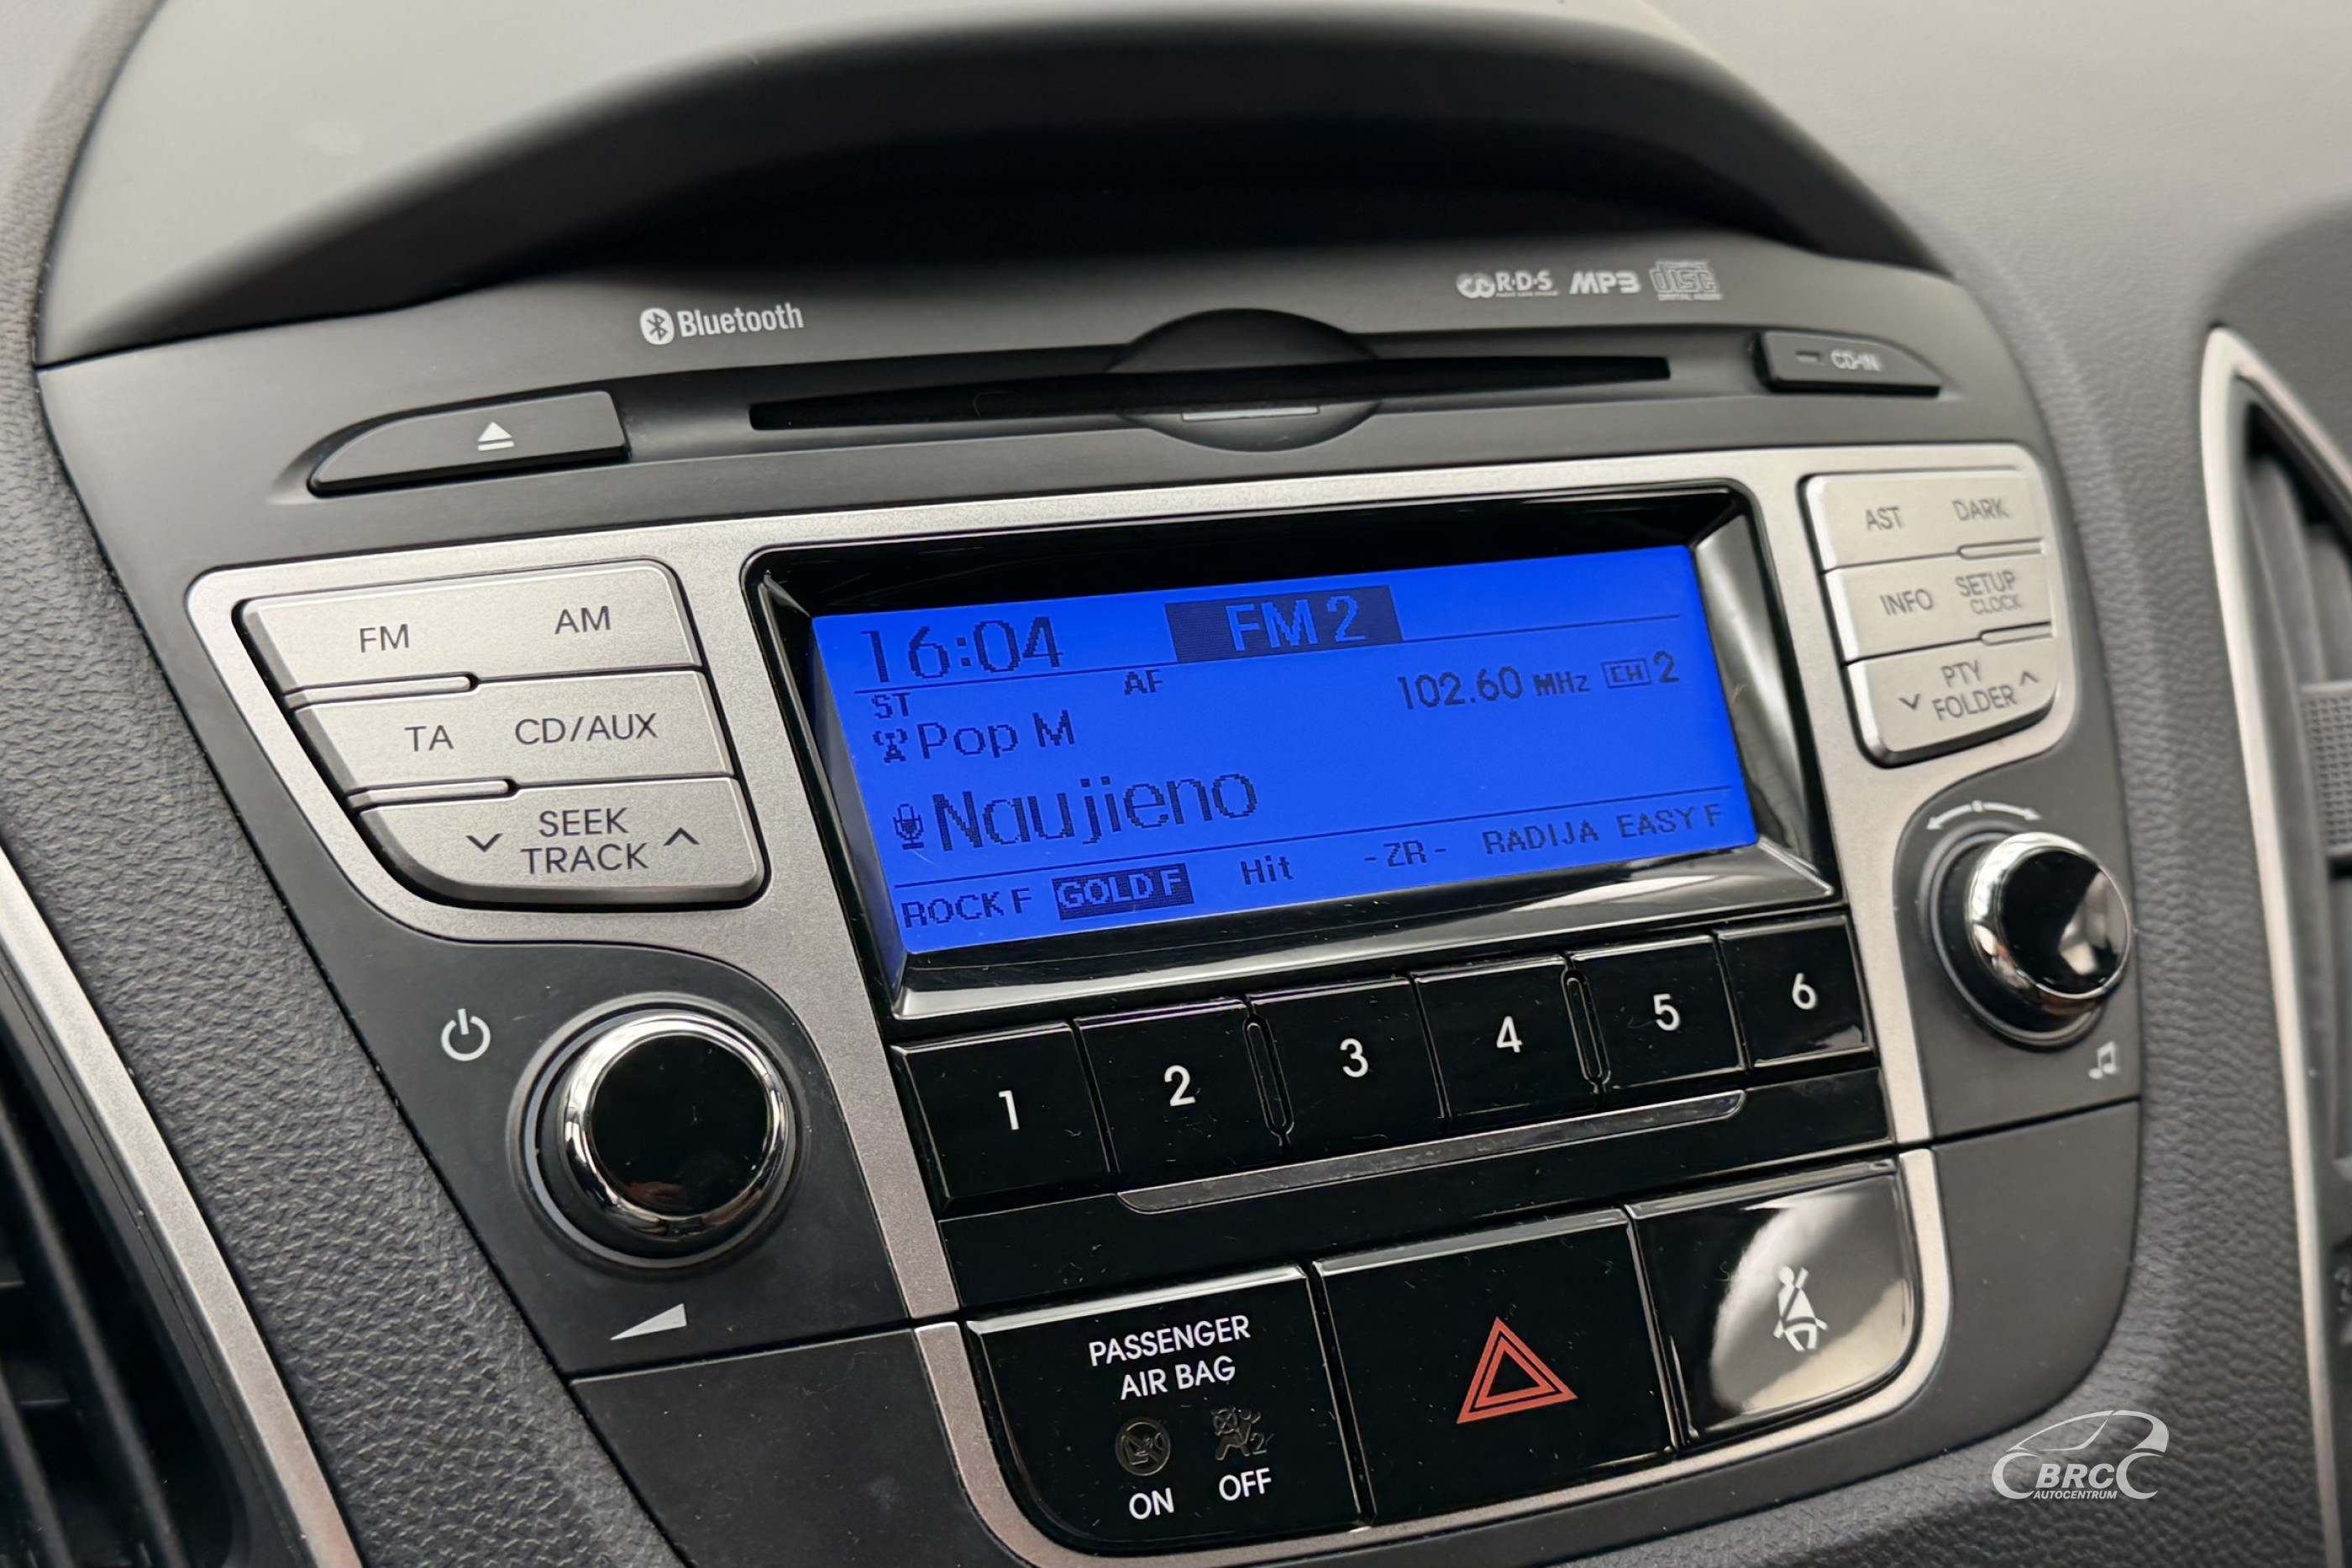 Bluetooth
R·D·S MP3 disc
CD-IN
FM AM
TA CD/AUX
SEEK
TRACK
16:04 FM 2
ST AF 102.60 MHz CH 2
Pop M
Naujieno
ROCK F GOLD F Hit -ZR- RADIJA EASY F
AST DARK
INFO SETUP
CLOCK
PTY
FOLDER
1 2 3 4 5 6
PASSENGER
AIR BAG
ON OFF
BRC
AUTOCENTRUM